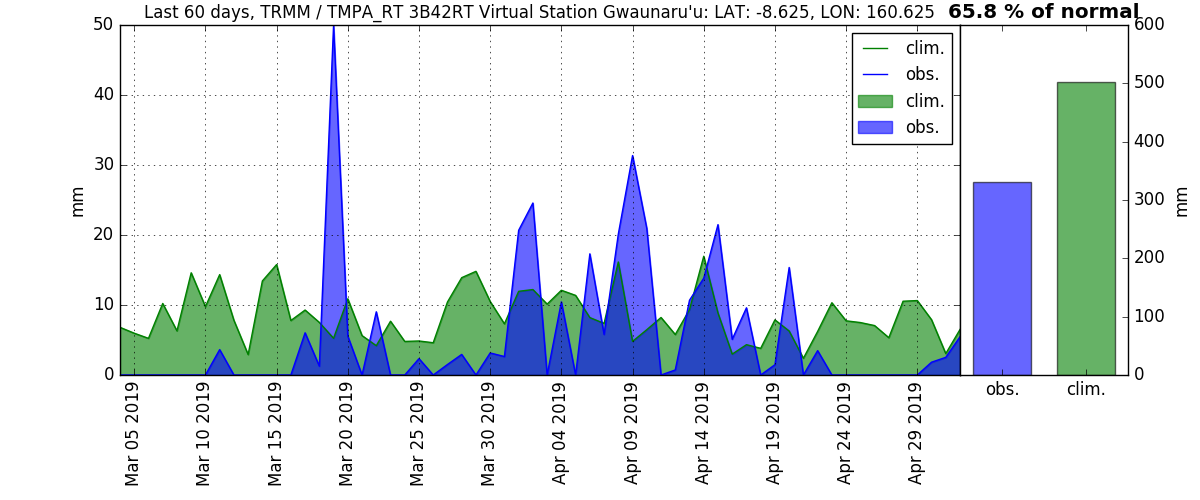 Last 60 days, TRMM / TMPA_RT 3B42RT Virtual Station Gwaunaru'u: LAT: -8.625, LON: 160.625
65.8 % of normal
50
40
30
20
10
0
mm
clim.
obs.
clim.
obs.
Mar 05 2019
Mar 10 2019
Mar 15 2019
Mar 20 2019
Mar 25 2019
Mar 30 2019
Apr 04 2019
Apr 09 2019
Apr 14 2019
Apr 19 2019
Apr 24 2019
Apr 29 2019
600
500
400
300
200
100
0
mm
obs.
clim.